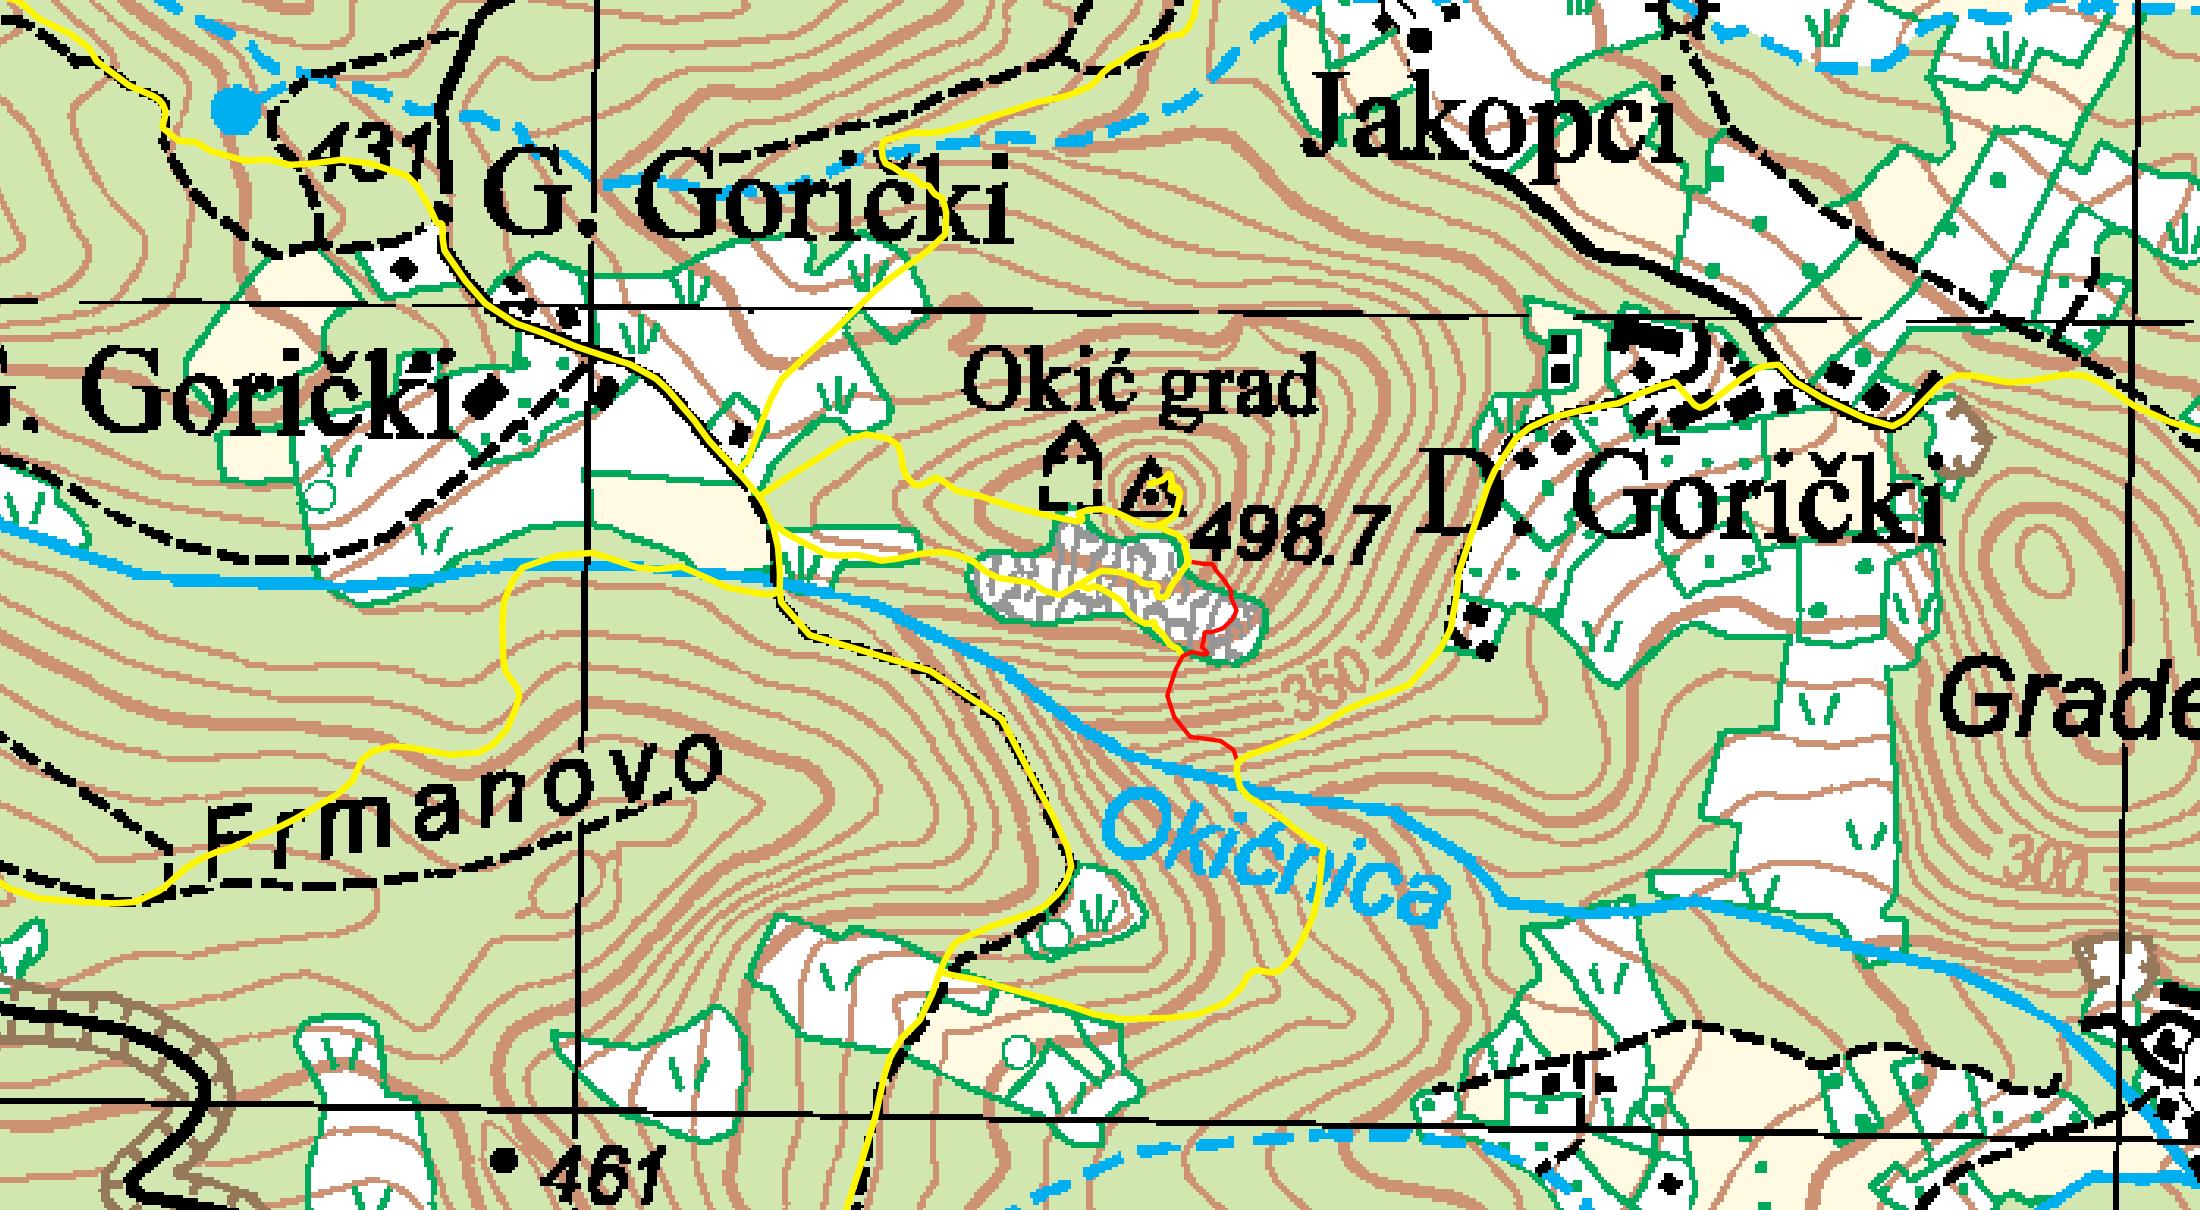 Jakopci
431
G. Gorički
Okić grad
G. Gorički
D. Gorički
498.7
350
Grade
Ermanovo
Okićnica
300
461